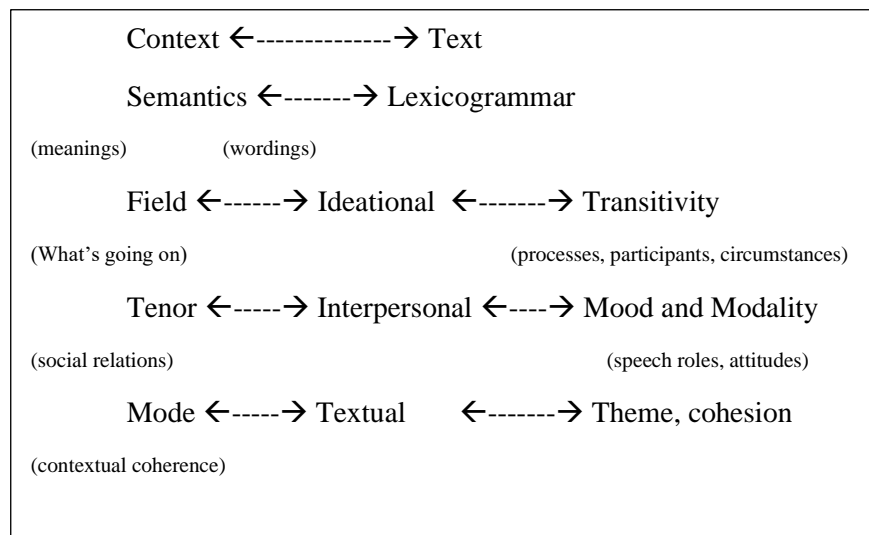 Context ←--------------→ Text
Semantics ←-------→ Lexicogrammar
(meanings) (wordings)
Field ←------→ Ideational ←-------→ Transitivity
(What's going on) (processes, participants, circumstances)
Tenor ←-----→ Interpersonal ←----→ Mood and Modality
(social relations) (speech roles, attitudes)
Mode ←-----→ Textual ←-------→ Theme, cohesion
(contextual coherence)